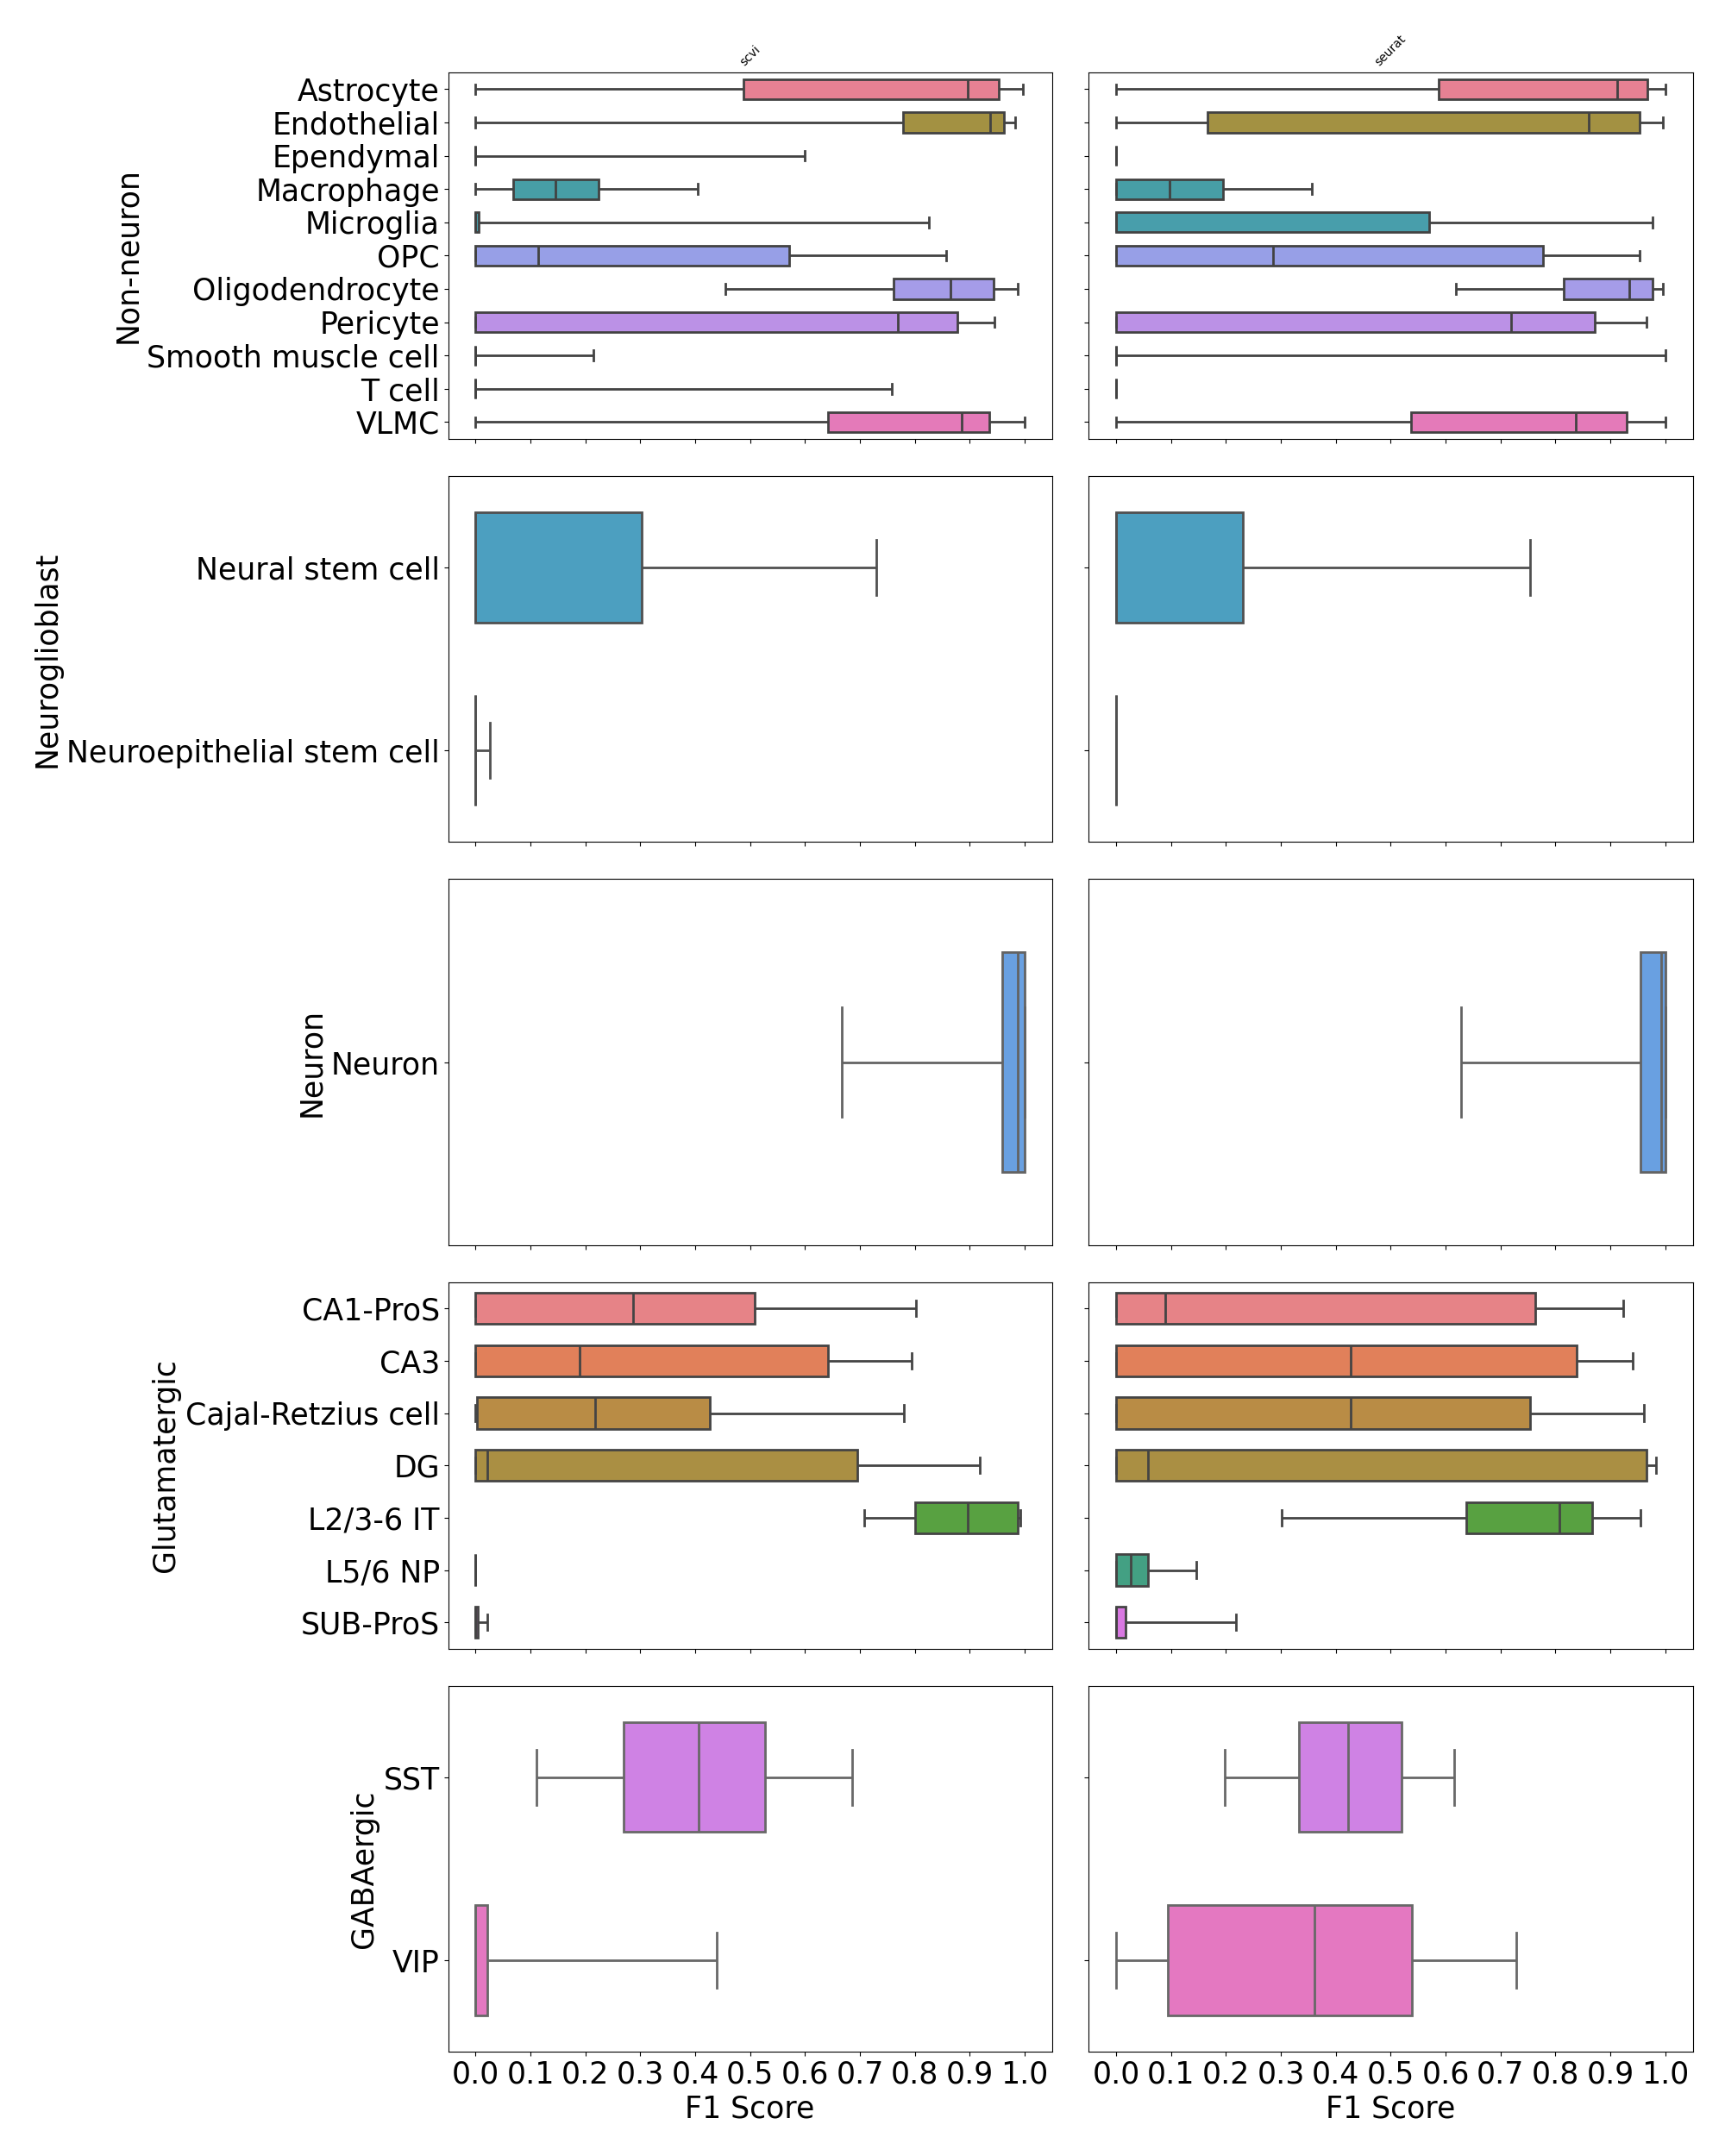 scvi
seurat
Non-neuron
Astrocyte
Endothelial
Ependymal
Macrophage
Microglia
OPC
Oligodendrocyte
Pericyte
Smooth muscle cell
T cell
VLMC
Neuroglioblast
Neural stem cell
Neuroepithelial stem cell
Neuron
Neuron
Glutamatergic
CA1-ProS
CA3
Cajal-Retzius cell
DG
L2/3-6 IT
L5/6 NP
SUB-ProS
GABAergic
SST
VIP
0.0 0.1 0.2 0.3 0.4 0.5 0.6 0.7 0.8 0.9 1.0
F1 Score
0.0 0.1 0.2 0.3 0.4 0.5 0.6 0.7 0.8 0.9 1.0
F1 Score